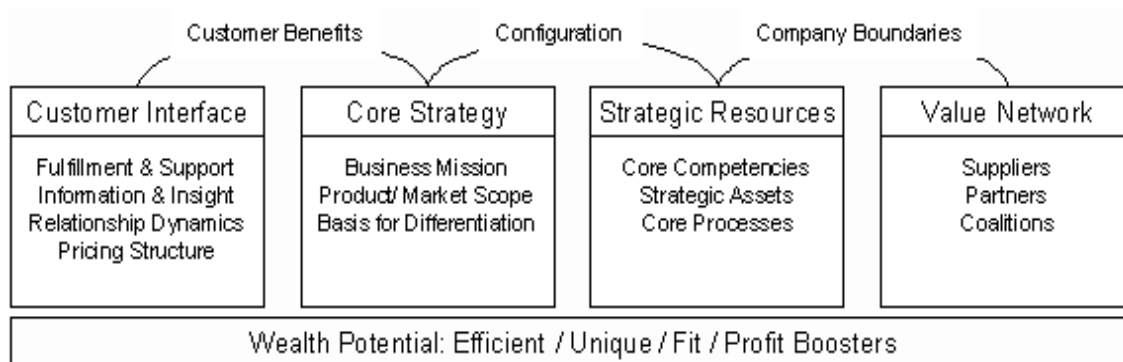 Customer Benefits
Configuration
Company Boundaries
Customer Interface
Fulfillment & Support
Information & Insight
Relationship Dynamics
Pricing Structure
Core Strategy
Business Mission
Product/ Market Scope
Basis for Differentiation
Strategic Resources
Core Competencies
Strategic Assets
Core Processes
Value Network
Suppliers
Partners
Coalitions
Wealth Potential: Efficient / Unique / Fit / Profit Boosters